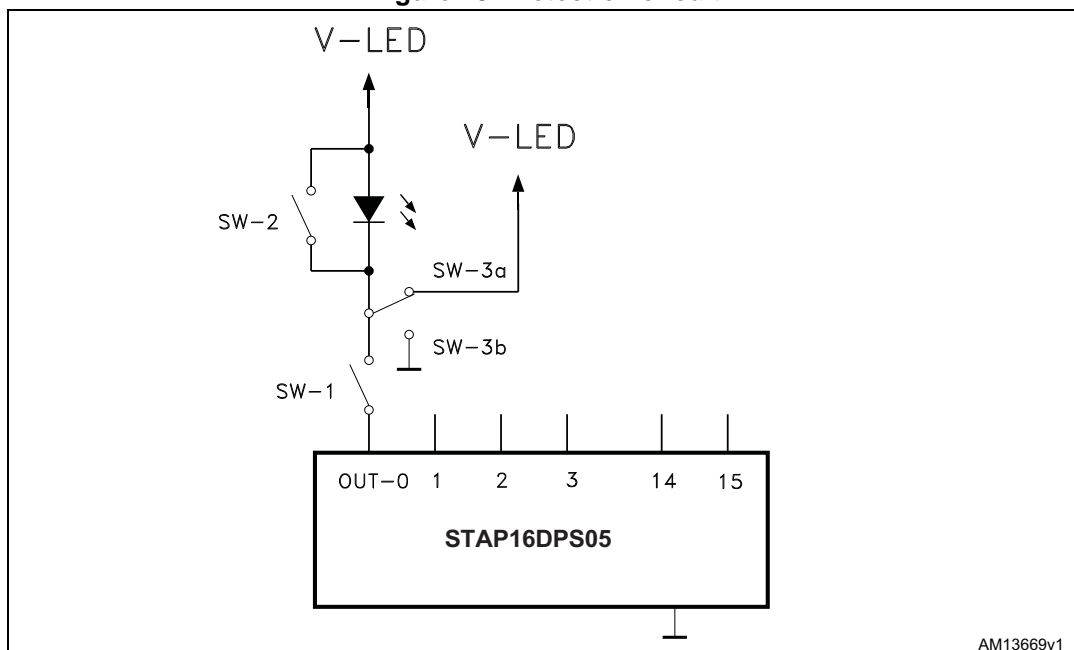 V-LED
V-LED
SW-2
SW-3a
SW-3b
SW-1
OUT-0 1 2 3 14 15
STAP16DPS05
AM13669v1